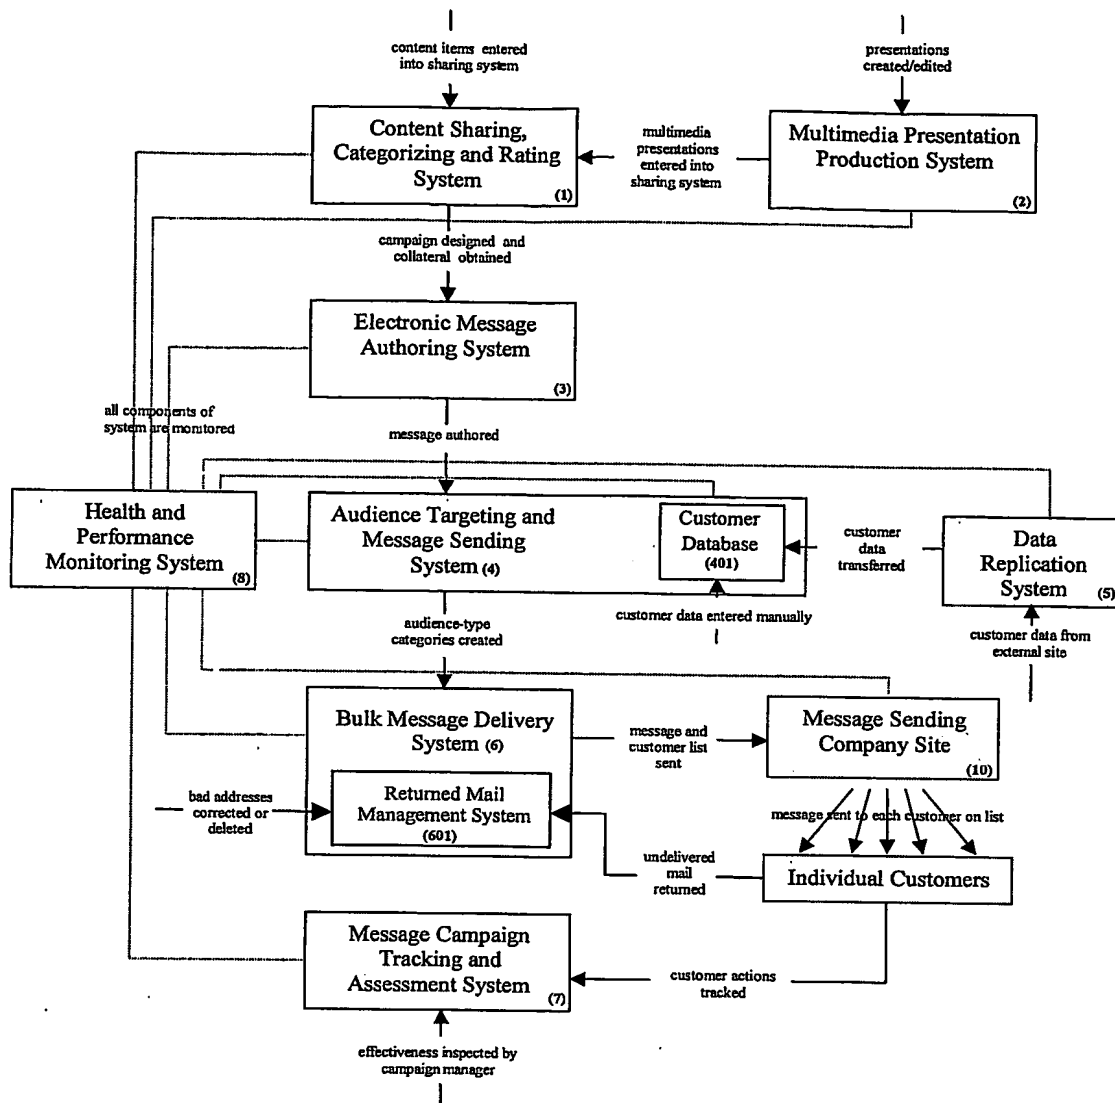 content items entered
into sharing system
presentations
created/edited
Content Sharing,
Categorizing and Rating
System
(1)
multimedia
presentations
entered into
sharing system
Multimedia Presentation
Production System
(2)
campaign designed and
collateral obtained
Electronic Message
Authoring System
(3)
all components of
system are monitored
message authored
Health and
Performance
Monitoring System
(8)
Audience Targeting and
Message Sending
System (4)
Customer
Database
(401)
customer
data
transferred
Data
Replication
System
(5)
customer data entered manually
customer data from
external site
audience-type
categories created
Bulk Message Delivery
System (6)
message and
customer list
sent
Message Sending
Company Site
(10)
bad addresses
corrected or
deleted
Returned Mail
Management System
(601)
message sent to each customer on list
undelivered
mail
returned
Individual Customers
Message Campaign
Tracking and
Assessment System
(7)
customer actions
tracked
effectiveness inspected by
campaign manager